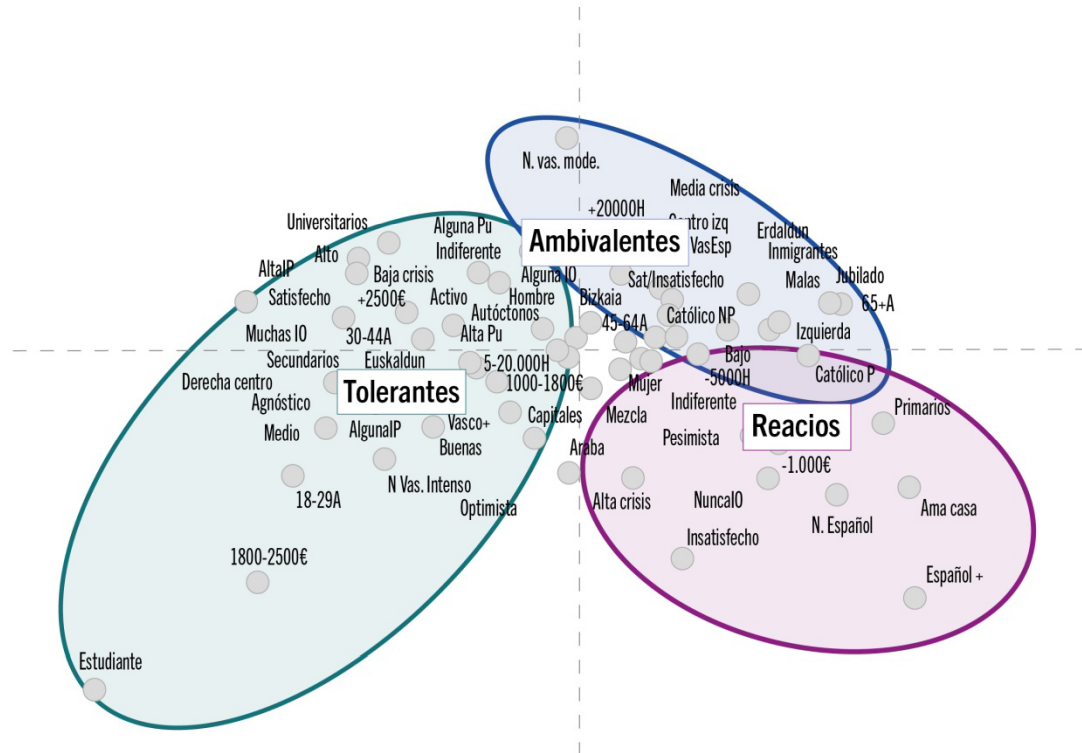 N. vas. mode.
Media crisis
+20000H
Universitarios
Alguna Pu
Centro izq
Erdaldun
Ambivalentes
VasEsp
Alto
Indiferente
Inmigrantes
AltaIP
Baja crisis
Alguna IO
Sat/Insatisfecho
Malas
Jubilado
Satisfecho
+2500€
Activo
Hombre
Bizkaia
65+A
Autóctonos
45-64A
Católico NP
Muchas IO
30-44A
Alta Pu
Izquierda
Secundarios
Euskaldun
5-20.000H
Bajo
Derecha centro
Tolerantes
1000-1800€
Mujer
-5000H
Católico P
Agnóstico
Indiferente
Primarios
Medio
AlgunaIP
Vasco+
Capitales
Mezcla
Reacios
Buenas
Araba
Pesimista
-1.000€
18-29A
N Vas. Intenso
Optimista
Alta crisis
NuncaIO
N. Español
Ama casa
Insatisfecho
1800-2500€
Español +
Estudiante